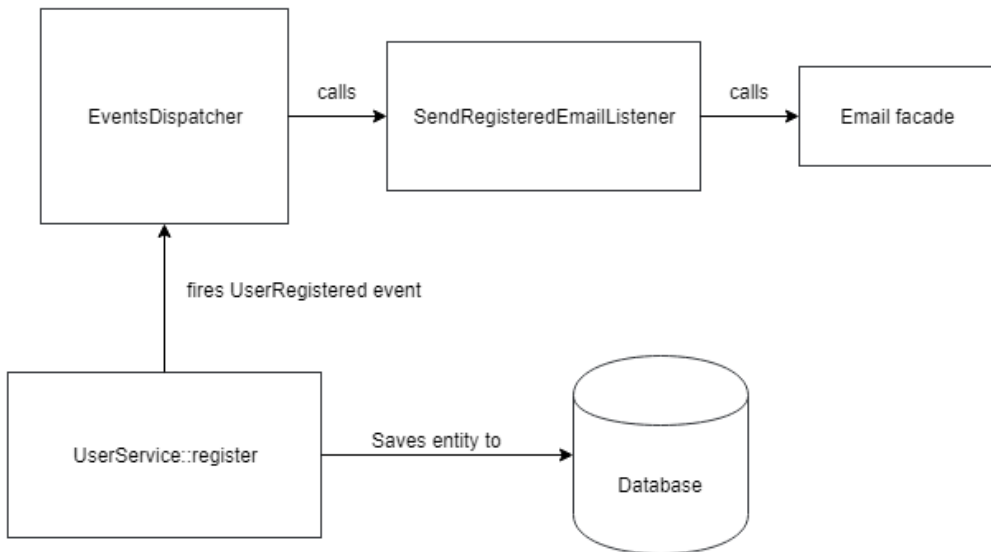 EventsDispatcher
calls
SendRegisteredEmailListener
calls
Email facade
fires UserRegistered event
UserService::register
Saves entity to
Database